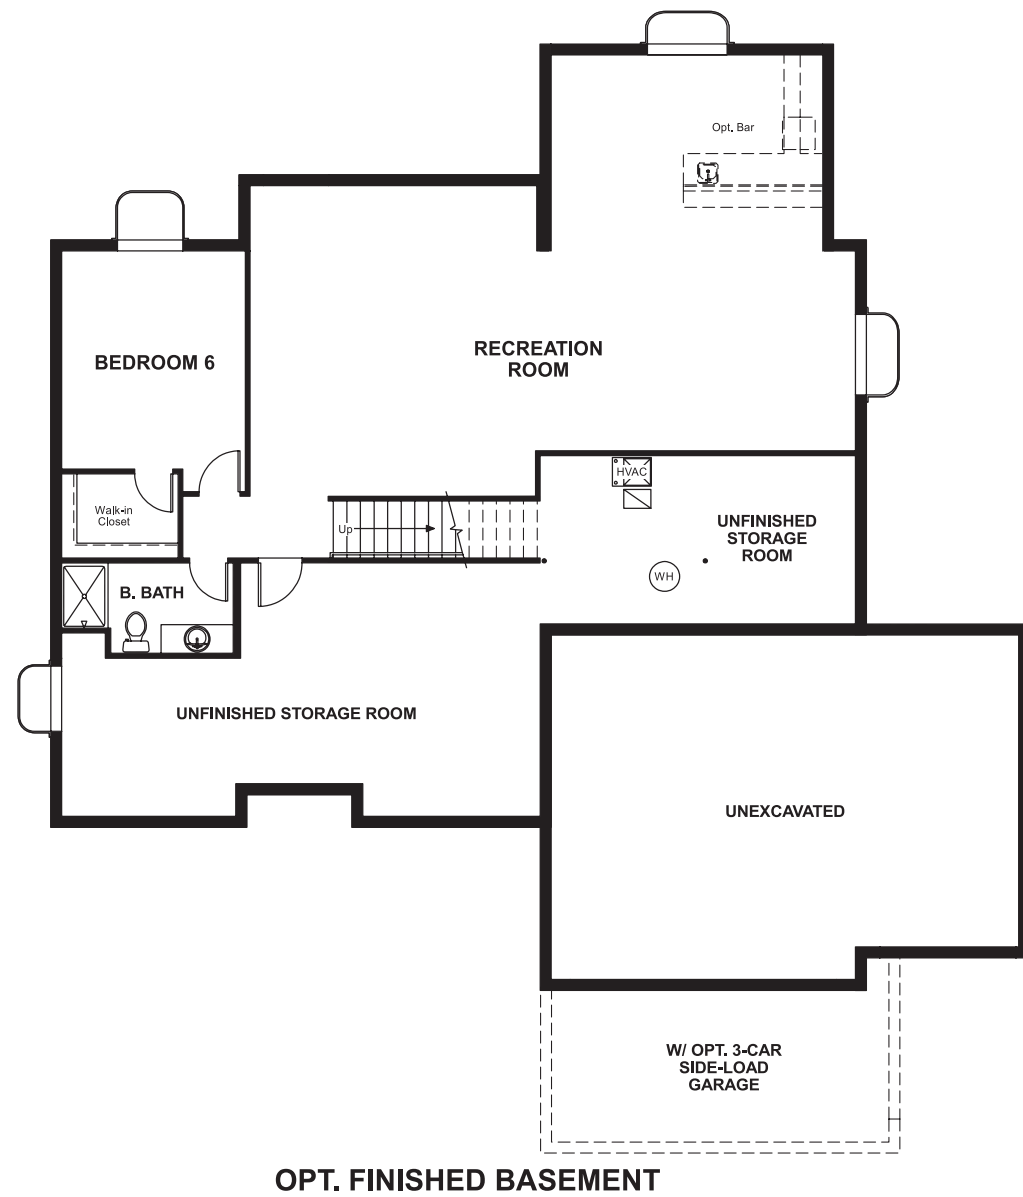 Opt. Bar
RECREATION
ROOM
BEDROOM 6
HVAC
Walk-in
Closet
Up
UNFINISHED
STORAGE
ROOM
WH
B. BATH
UNFINISHED STORAGE ROOM
UNEXCAVATED
W/ OPT. 3-CAR
SIDE-LOAD
GARAGE
OPT. FINISHED BASEMENT